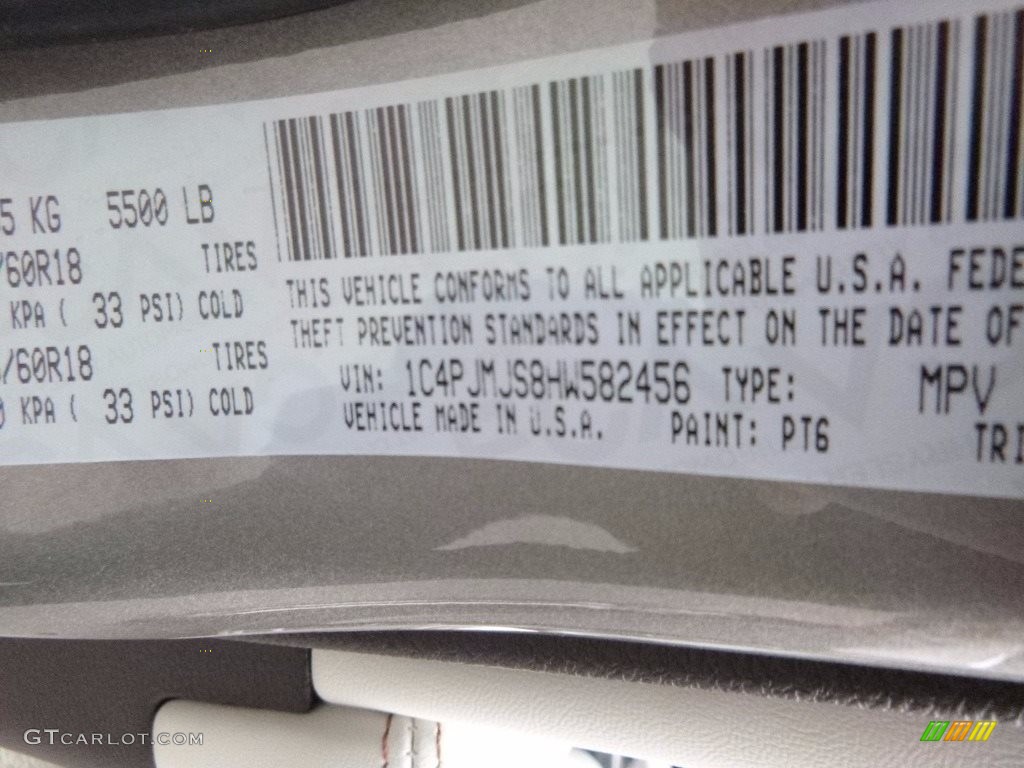 5 KG 5500 LB
/60R18 TIRES
KPA ( 33 PSI) COLD
/60R18 TIRES
KPA ( 33 PSI) COLD
THIS VEHICLE CONFORMS TO ALL APPLICABLE U.S.A. FEDE
THEFT PREVENTION STANDARDS IN EFFECT ON THE DATE OF
VIN: 1C4PJMJS8HW582456 TYPE: MPV
VEHICLE MADE IN U.S.A. PAINT: PT6 TRI
GTCARLOT.COM